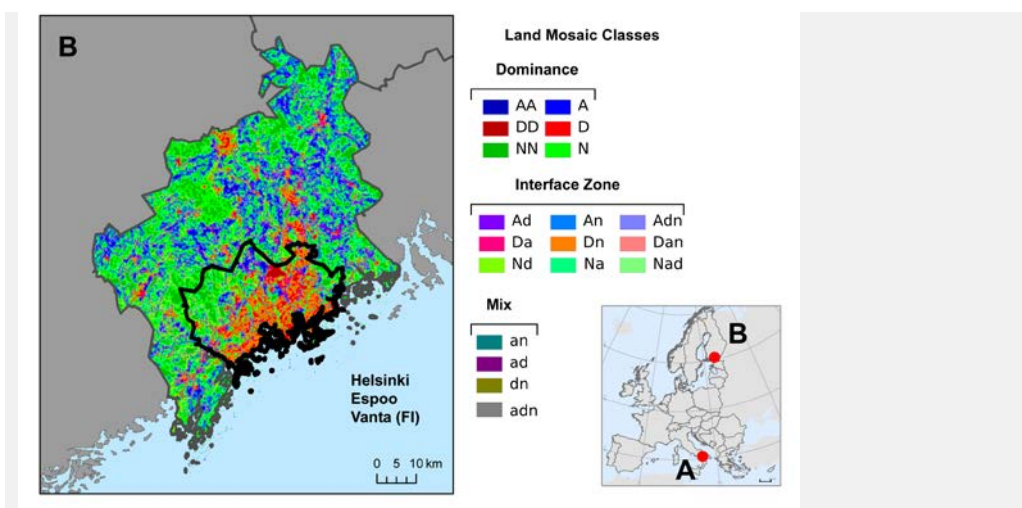 B
Land Mosaic Classes
Dominance
AA A
DD D
NN N
Interface Zone
Ad An Adn
Da Dn Dan
Nd Na Nad
Mix
an
ad
dn
adn
Helsinki
Espoo
Vanta (FI)
0 5 10 km
B
A